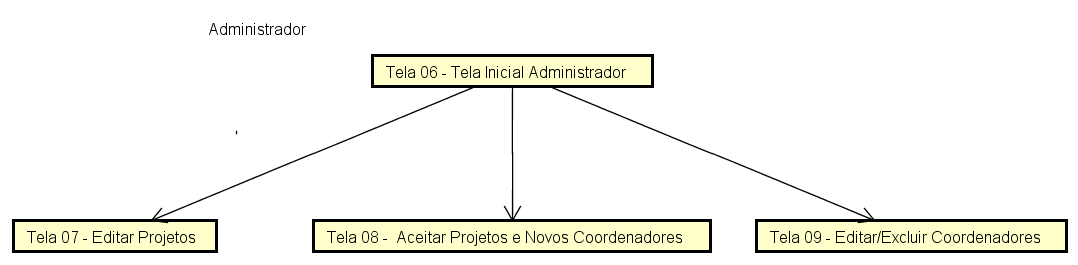 Administrador
Tela 06 - Tela Inicial Administrador
Tela 07 - Editar Projetos
Tela 08 - Aceitar Projetos e Novos Coordenadores
Tela 09 - Editar/Excluir Coordenadores